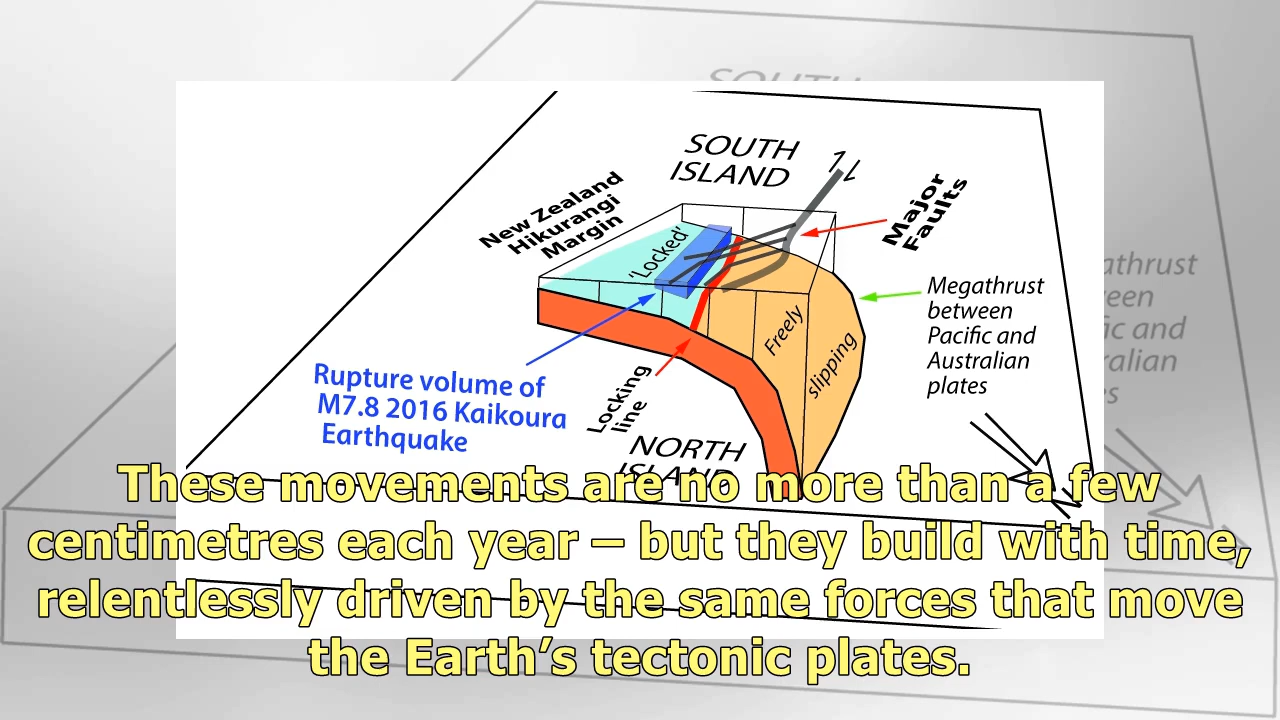 SOUTH
ISLAND
New Zealand
Hikurangi
Margin
'Locked'
Major
Faults
Megathrust
between
Pacific and
Australian
plates
Freely
slipping
Rupture volume of
M7.8 2016 Kaikoura
Earthquake
Locking
line
NORTH
ISLAND
These movements are no more than a few
centimetres each year – but they build with time,
relentlessly driven by the same forces that move
the Earth’s tectonic plates.